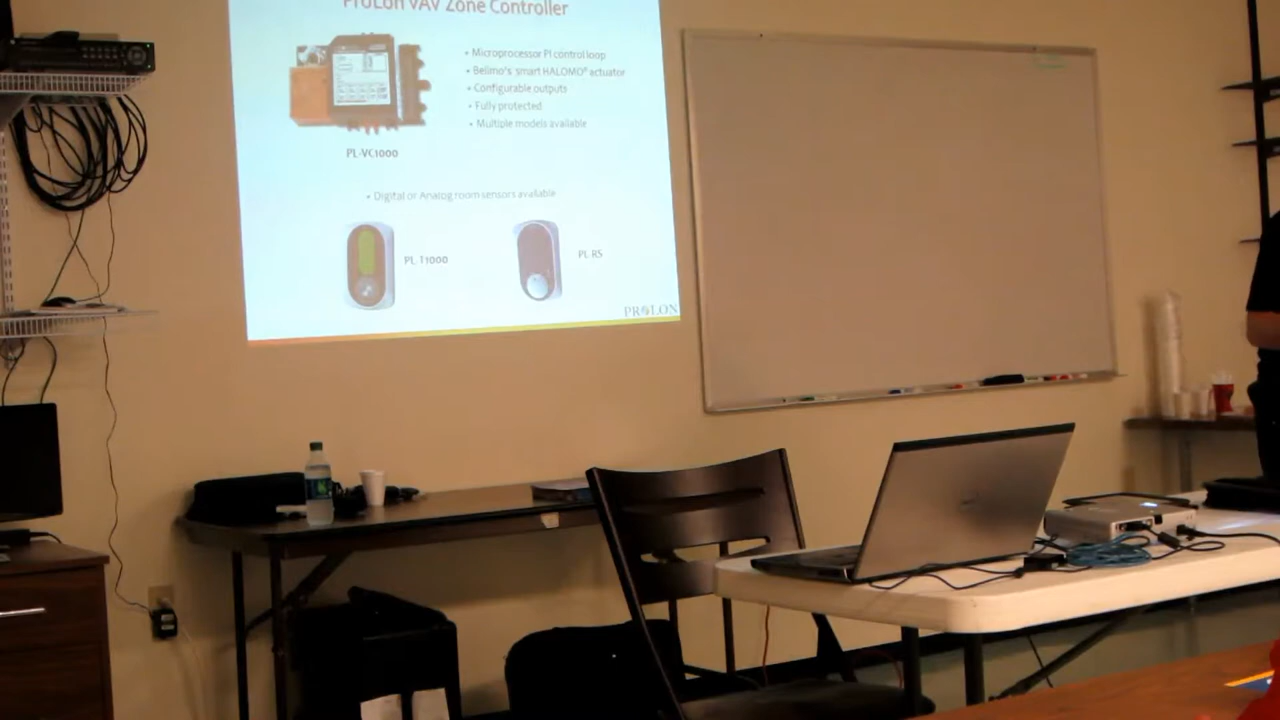 ProLon VAV Zone Controller
• Microprocessor PI control loop
• Belimo's smart HALOMO® actuator
• Configurable outputs
• Fully protected
• Multiple models available
PL-VC1000
• Digital or Analog room sensors available
PL-T1000
PL-RS
PROLON